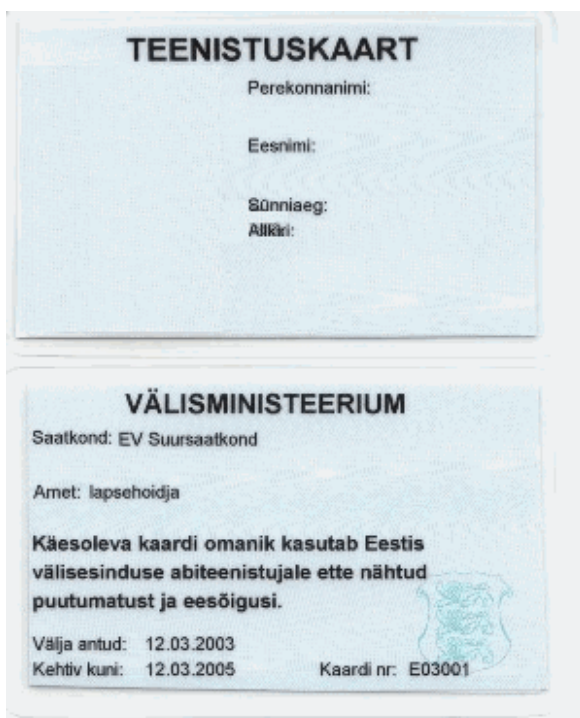 TEENISTUSKAART
Perekonnanimi:
Eesnimi:
Sünniaeg:
Allkiri:
VÄLISMINISTEERIUM
Saatkond: EV Suursaatkond
Amet: lapsehoidja
Käesoleva kaardi omanik kasutab Eestis
välisesinduse abiteenistujale ette nähtud
puutumatust ja eesõigusi.
Välja antud: 12.03.2003
Kehtiv kuni: 12.03.2005 Kaardi nr: E03001